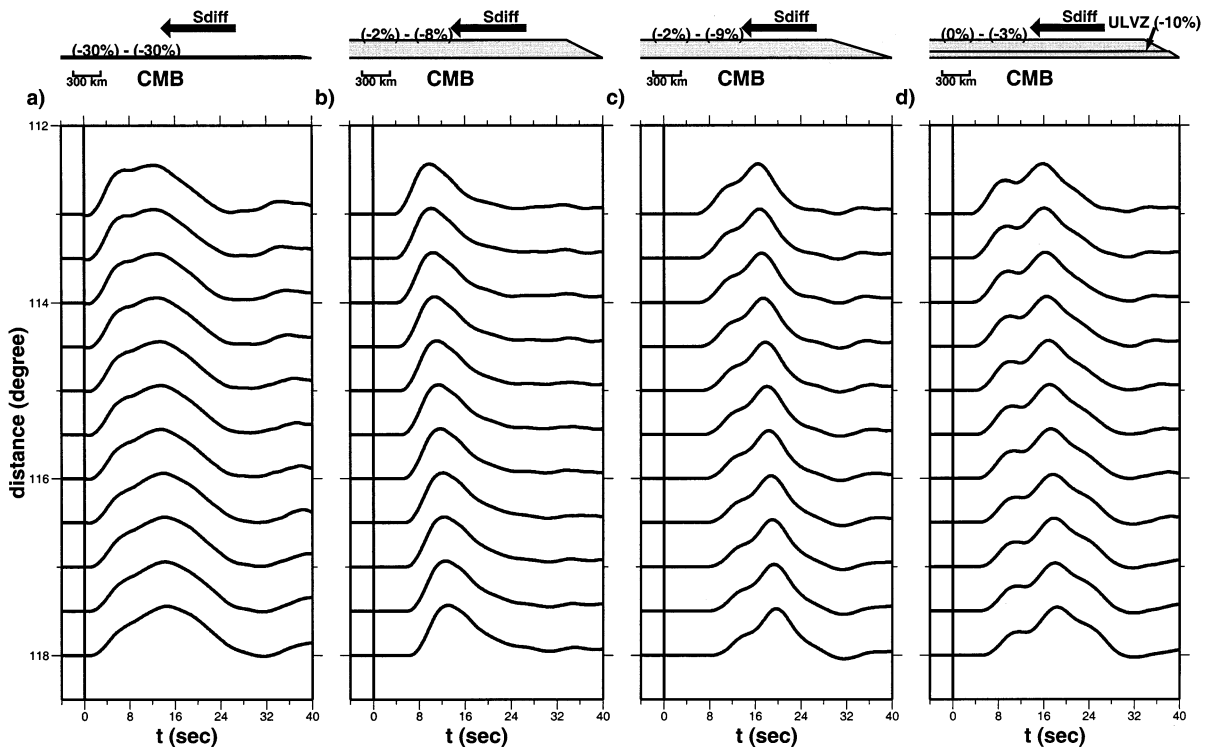 Sdiff
(-30%) - (-30%)
300 km
CMB
a)
Sdiff
(-2%) - (-8%)
300 km
CMB
b)
Sdiff
(-2%) - (-9%)
300 km
CMB
c)
Sdiff
ULVZ (-10%)
(0%) - (-3%)
300 km
CMB
d)
distance (degree)
112
114
116
118
0 8 16 24 32 40
t (sec)
0 8 16 24 32 40
t (sec)
0 8 16 24 32 40
t (sec)
0 8 16 24 32 40
t (sec)